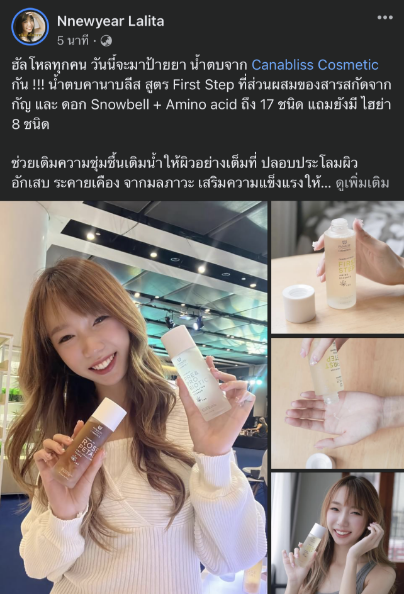 Nnewyear Lalita
5 นาที ·
ฮัลโหลทุกคน วันนี้จะมาป้ายยา น้ำตบจาก Canabliss Cosmetic
กัน !!! น้ำตบคานาบลีส สูตร First Step ที่ส่วนผสมของสารสกัดจาก
กัญ และ ดอก Snowbell + Amino acid ถึง 17 ชนิด แถมยังมี ไฮย่า
8 ชนิด
ช่วยเติมความชุ่มชื้นเติมน้ำให้ผิวอย่างเต็มที่ ปลอบประโลมผิว
อักเสบ ระคายเคือง จากมลภาวะ เสริมความแข็งแรงให้... ดูเพิ่มเติม
ROS
PETA